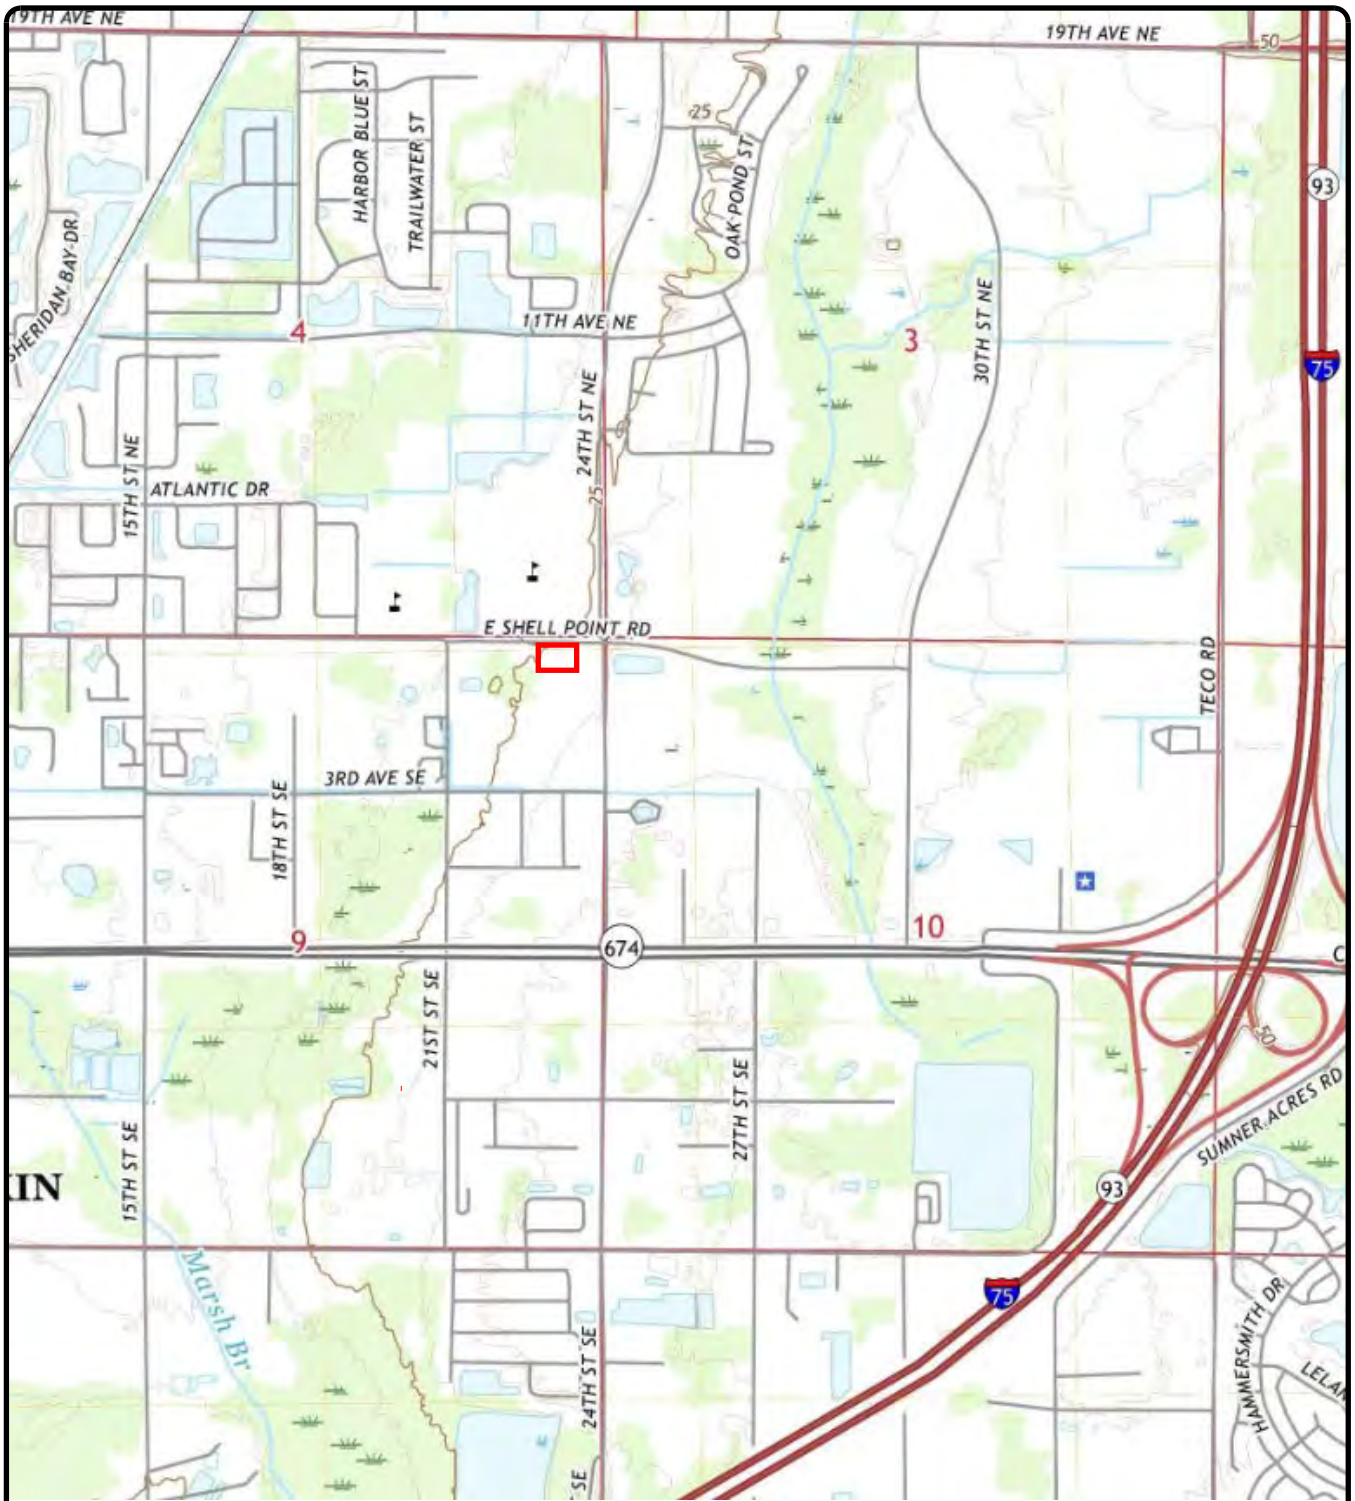 19TH AVE NE
19TH AVE NE
50
HARBOR BLUE ST
TRAILWATER ST
25
OAK POND ST
93
SHERIDAN BAY DR
4
11TH AVE NE
3
30TH ST NE
75
24TH ST NE
15TH ST NE
ATLANTIC DR
25
E SHELL POINT RD
TECO RD
3RD AVE SE
18TH ST SE
9
674
10
C
21ST ST SE
50
27TH ST SE
SUMNER ACRES RD
15TH ST SE
KIN
93
Marsh Br
75
24TH ST SE
HAMMERSMITH DR
LELAN
SE